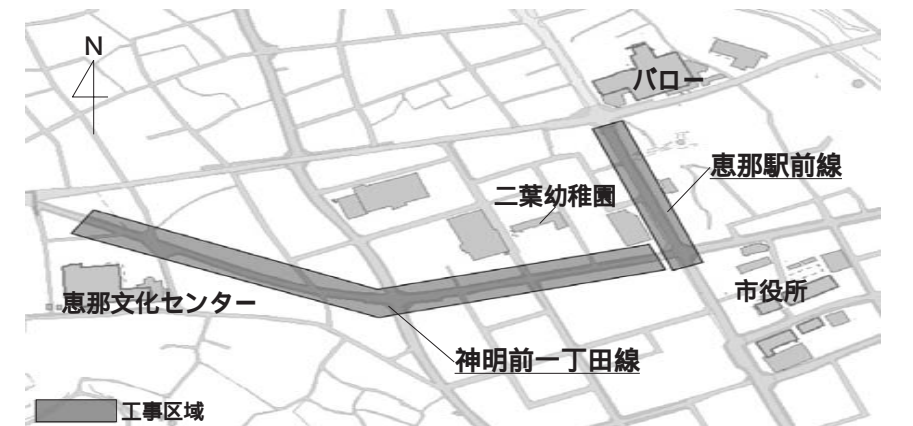 N
バロー
恵那駅前線
二葉幼稚園
市役所
恵那文化センター
神明前一丁田線
工事区域